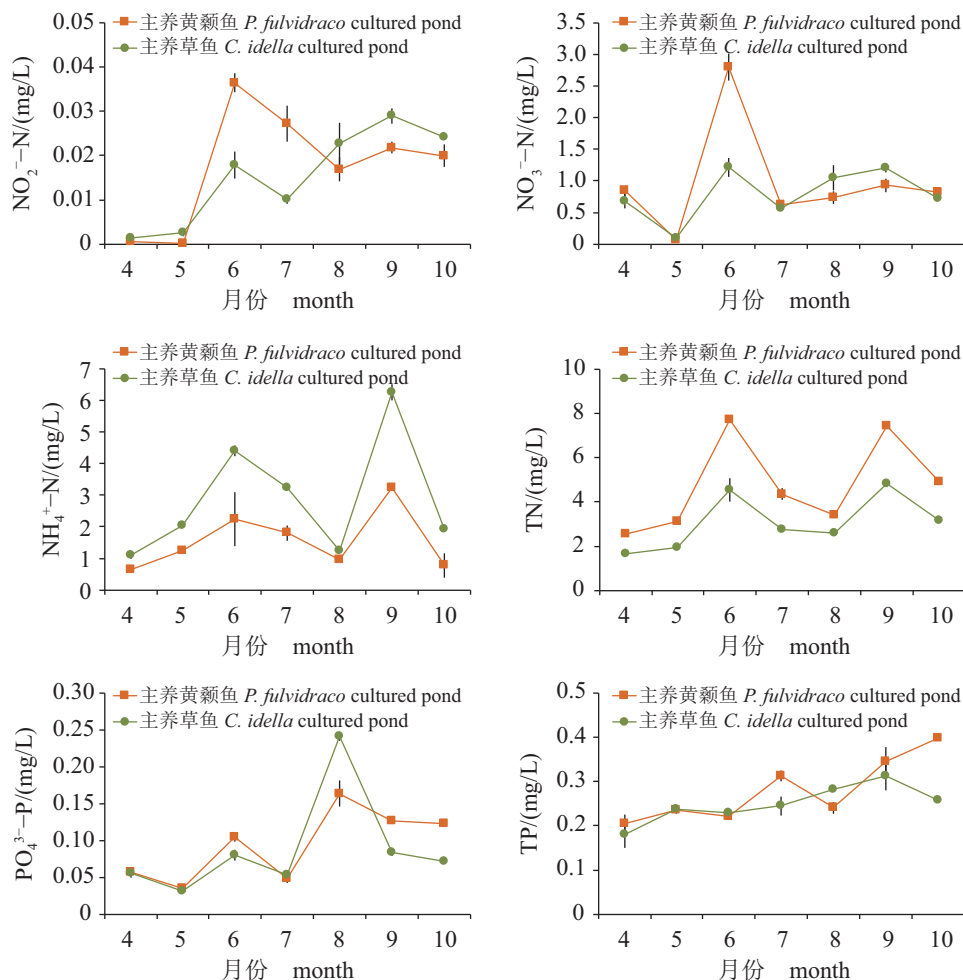 主养黄颡鱼 P. fulvidraco cultured pond
主养草鱼 C. idella cultured pond
NO₂⁻−N/(mg/L)
0.05
0.04
0.03
0.02
0.01
0
4 5 6 7 8 9 10
月份 month
主养黄颡鱼 P. fulvidraco cultured pond
主养草鱼 C. idella cultured pond
NO₃⁻−N/(mg/L)
3.5
3.0
2.5
2.0
1.5
1.0
0.5
0
4 5 6 7 8 9 10
月份 month
主养黄颡鱼 P. fulvidraco cultured pond
主养草鱼 C. idella cultured pond
NH₄⁺−N/(mg/L)
7
6
5
4
3
2
1
0
4 5 6 7 8 9 10
月份 month
主养黄颡鱼 P. fulvidraco cultured pond
主养草鱼 C. idella cultured pond
TN/(mg/L)
10
8
6
4
2
0
4 5 6 7 8 9 10
月份 month
主养黄颡鱼 P. fulvidraco cultured pond
主养草鱼 C. idella cultured pond
PO₄³⁻−P/(mg/L)
0.30
0.25
0.20
0.15
0.10
0.05
0
4 5 6 7 8 9 10
月份 month
主养黄颡鱼 P. fulvidraco cultured pond
主养草鱼 C. idella cultured pond
TP/(mg/L)
0.5
0.4
0.3
0.2
0.1
0
4 5 6 7 8 9 10
月份 month